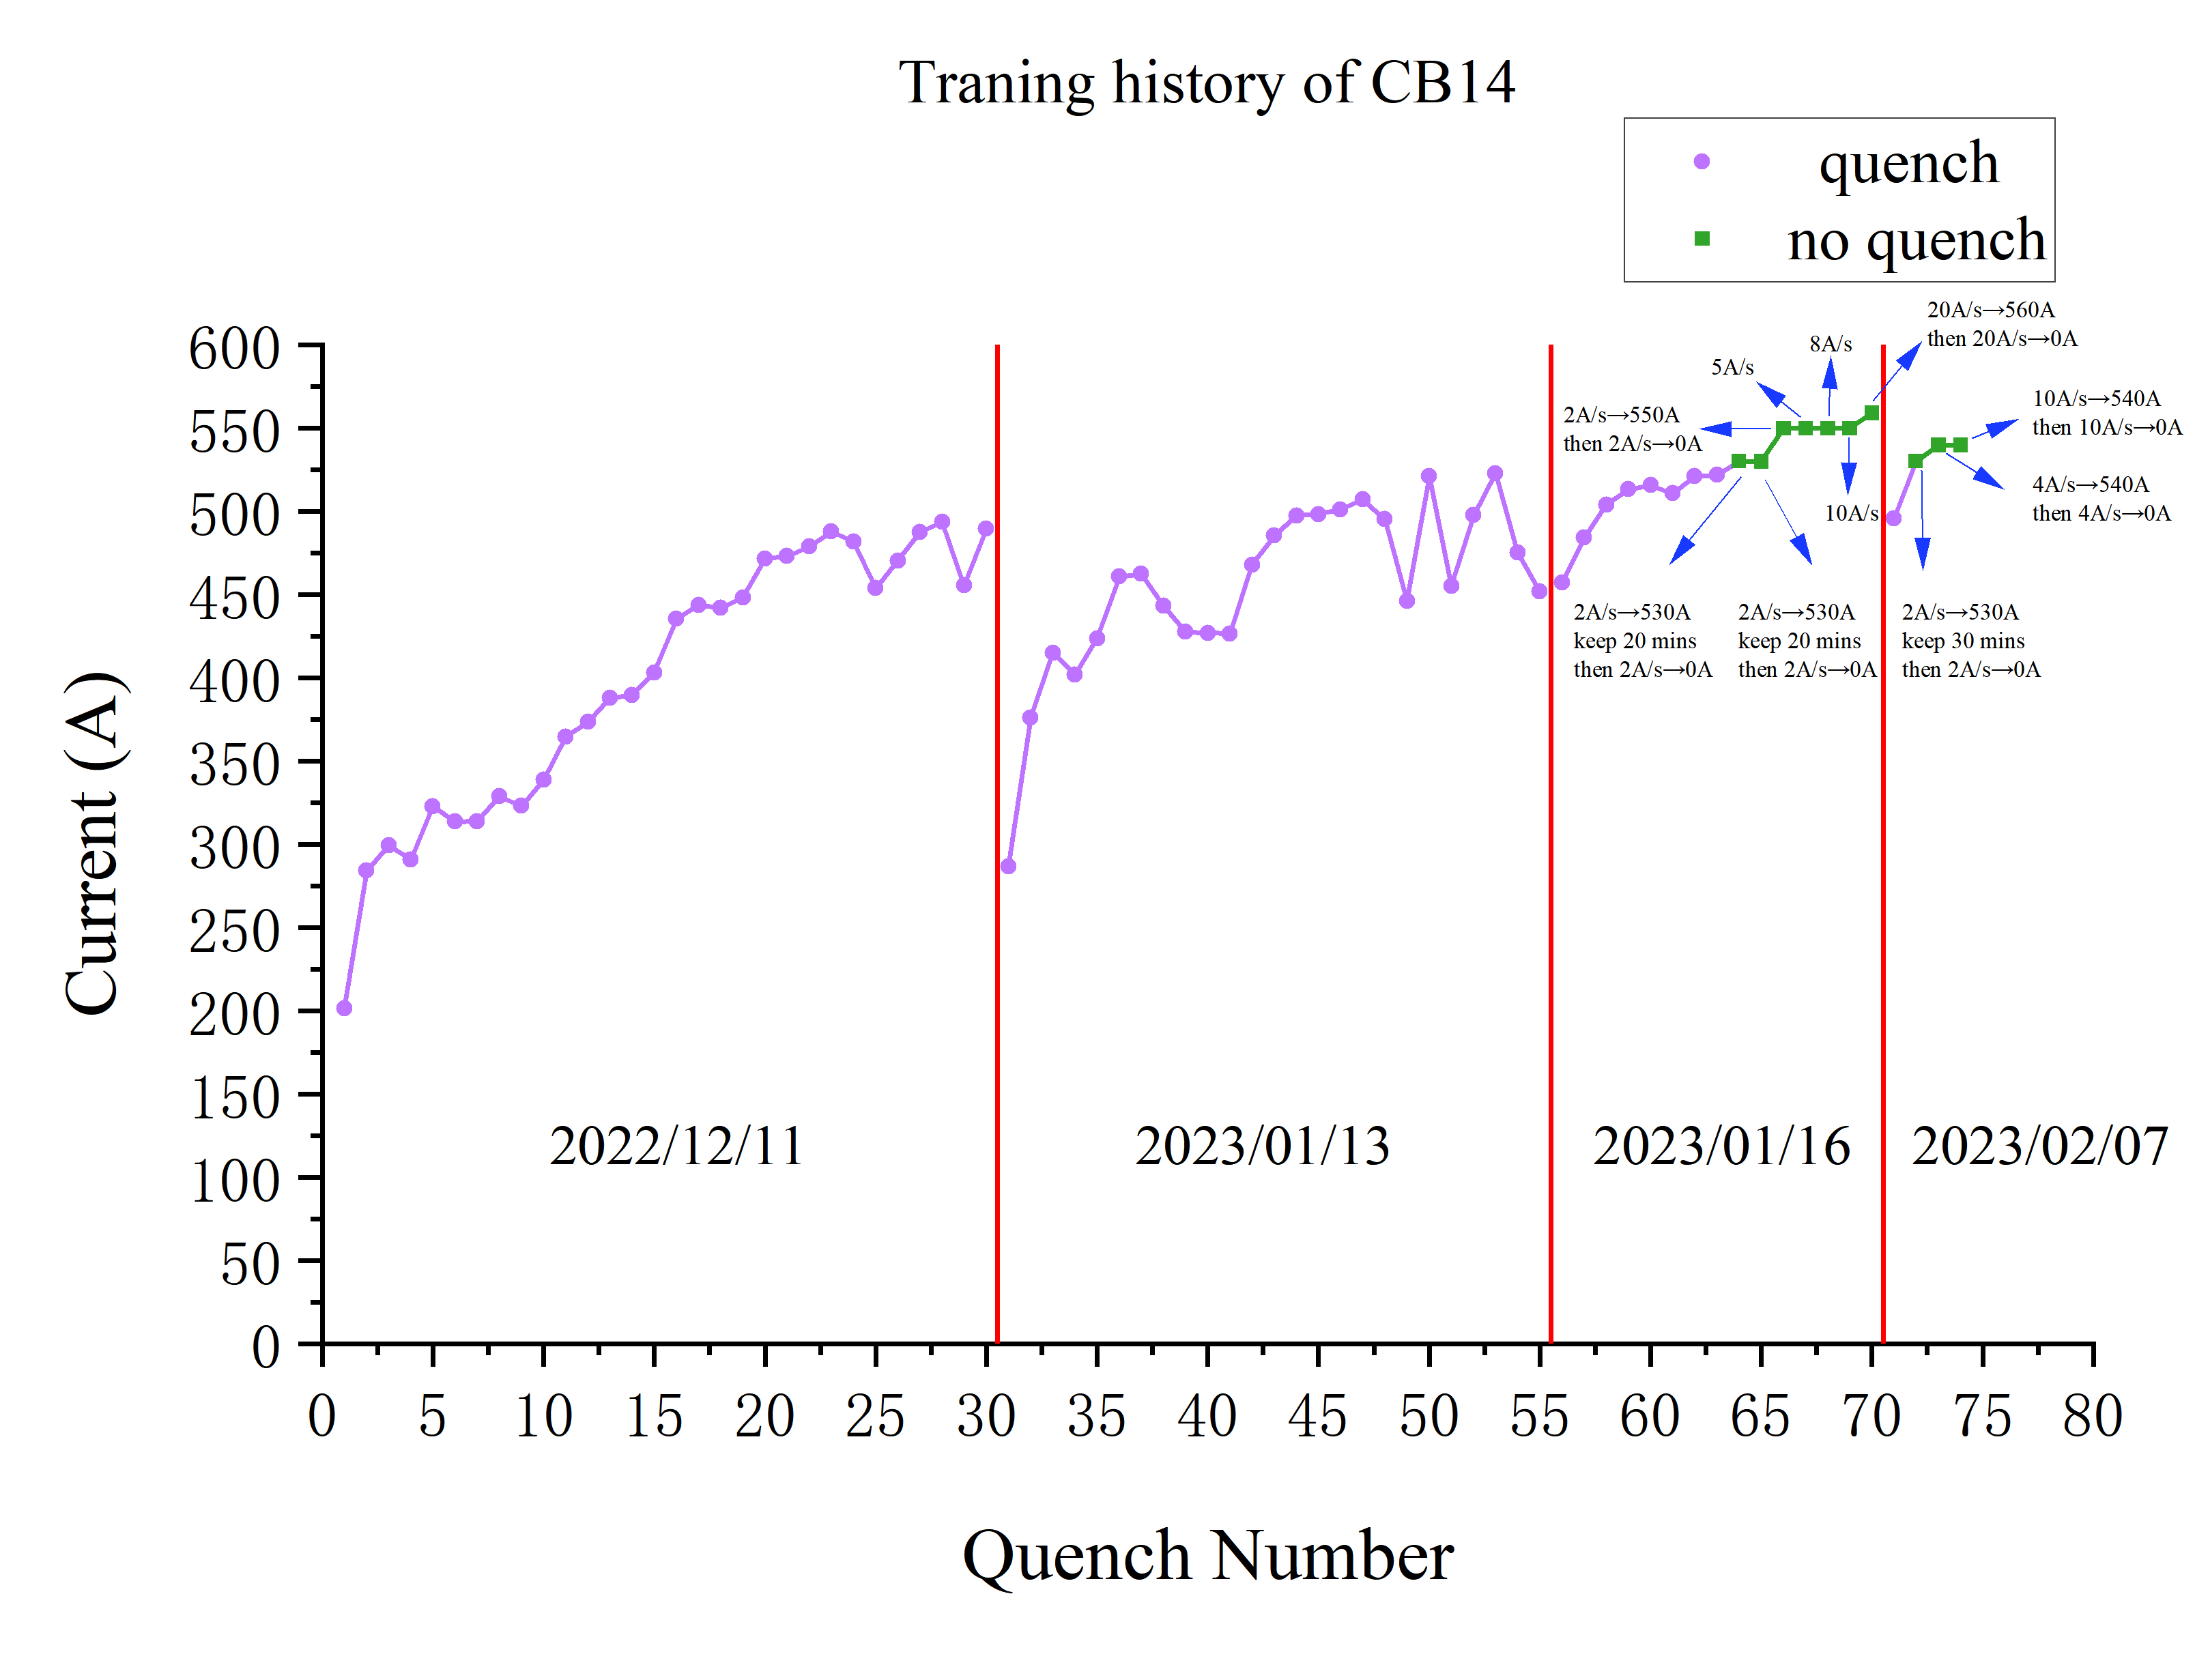 Traning history of CB14
quench
no quench
20A/s→560A
then 20A/s→0A
8A/s
5A/s
10A/s→540A
then 10A/s→0A
2A/s→550A
then 2A/s→0A
4A/s→540A
then 4A/s→0A
10A/s
2A/s→530A
keep 20 mins
then 2A/s→0A
2A/s→530A
keep 20 mins
then 2A/s→0A
2A/s→530A
keep 30 mins
then 2A/s→0A
Current (A)
600
550
500
450
400
350
300
250
200
150
100
50
0
2022/12/11
2023/01/13
2023/01/16
2023/02/07
0 5 10 15 20 25 30 35 40 45 50 55 60 65 70 75 80
Quench Number